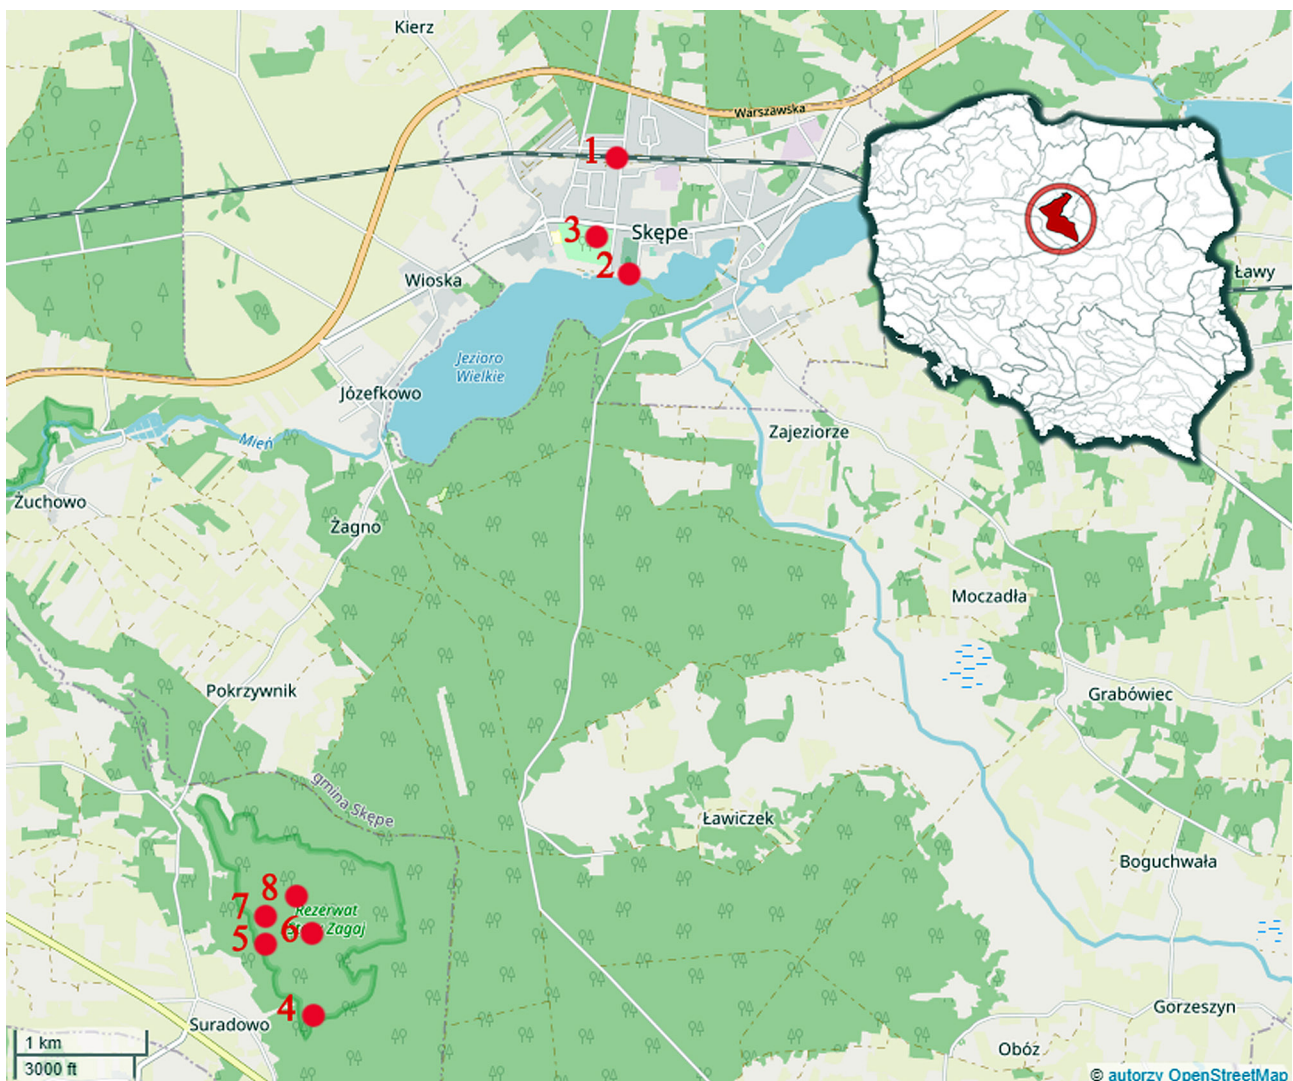 Kierz
Warszawska
1
3
Skępe
2
Wioska
Ławy
Jezioro
Wielkie
Józefkowo
Zajeziorze
Mień
Żuchowo
Żagno
Moczadła
Pokrzywnik
Grabówiec
gmina Skępe
Ławiczek
Boguchwała
8
7
Rezerwat
6
Zagaj
5
4
Suradowo
Gorzeszyn
Obóz
1 km
3000 ft
© autorzy OpenStreetMap